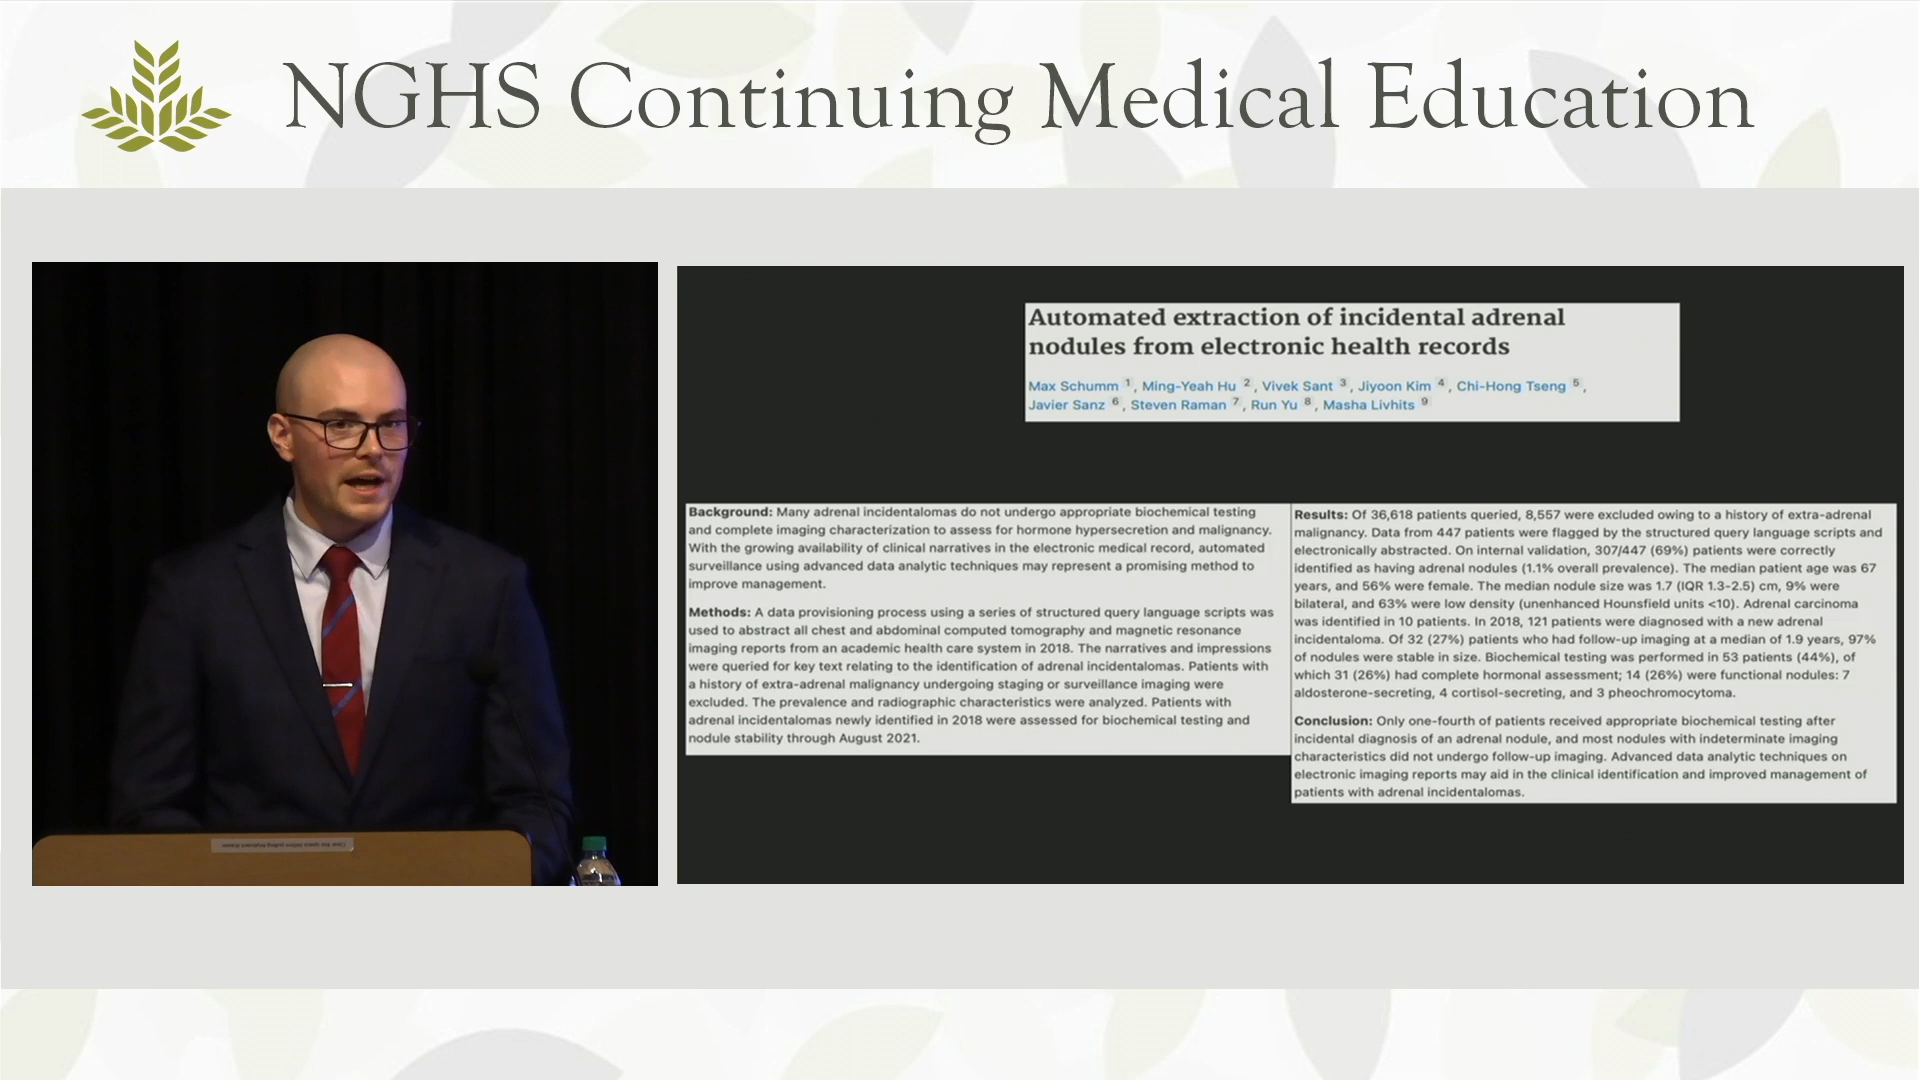 NGHS Continuing Medical Education
Automated extraction of incidental adrenal
nodules from electronic health records
Max Schumm 1, Ming-Yeah Hu 2, Vivek Sant 3, Jiyoon Kim 4, Chi-Hong Tseng 5,
Javier Sanz 6, Steven Raman 7, Run Yu 8, Masha Livhits 9
Background: Many adrenal incidentalomas do not undergo appropriate biochemical testing
and complete imaging characterization to assess for hormone hypersecretion and malignancy.
With the growing availability of clinical narratives in the electronic medical record, automated
surveillance using advanced data analytic techniques may represent a promising method to
improve management.
Methods: A data provisioning process using a series of structured query language scripts was
used to abstract all chest and abdominal computed tomography and magnetic resonance
imaging reports from an academic health care system in 2018. The narratives and impressions
were queried for key text relating to the identification of adrenal incidentalomas. Patients with
a history of extra-adrenal malignancy undergoing staging or surveillance imaging were
excluded. The prevalence and radiographic characteristics were analyzed. Patients with
adrenal incidentalomas newly identified in 2018 were assessed for biochemical testing and
nodule stability through August 2021.
Results: Of 36,618 patients queried, 8,557 were excluded owing to a history of extra-adrenal
malignancy. Data from 447 patients were flagged by the structured query language scripts and
electronically abstracted. On internal validation, 307/447 (69%) patients were correctly
identified as having adrenal nodules (1.1% overall prevalence). The median patient age was 67
years, and 56% were female. The median nodule size was 1.7 (IQR 1.3-2.5) cm, 9% were
bilateral, and 63% were low density (unenhanced Hounsfield units <10). Adrenal carcinoma
was identified in 10 patients. In 2018, 121 patients were diagnosed with a new adrenal
incidentaloma. Of 32 (27%) patients who had follow-up imaging at a median of 1.9 years, 97%
of nodules were stable in size. Biochemical testing was performed in 53 patients (44%), of
which 31 (26%) had complete hormonal assessment; 14 (26%) were functional nodules: 7
aldosterone-secreting, 4 cortisol-secreting, and 3 pheochromocytoma.
Conclusion: Only one-fourth of patients received appropriate biochemical testing after
incidental diagnosis of an adrenal nodule, and most nodules with indeterminate imaging
characteristics did not undergo follow-up imaging. Advanced data analytic techniques on
electronic imaging reports may aid in the clinical identification and improved management of
patients with adrenal incidentalomas.